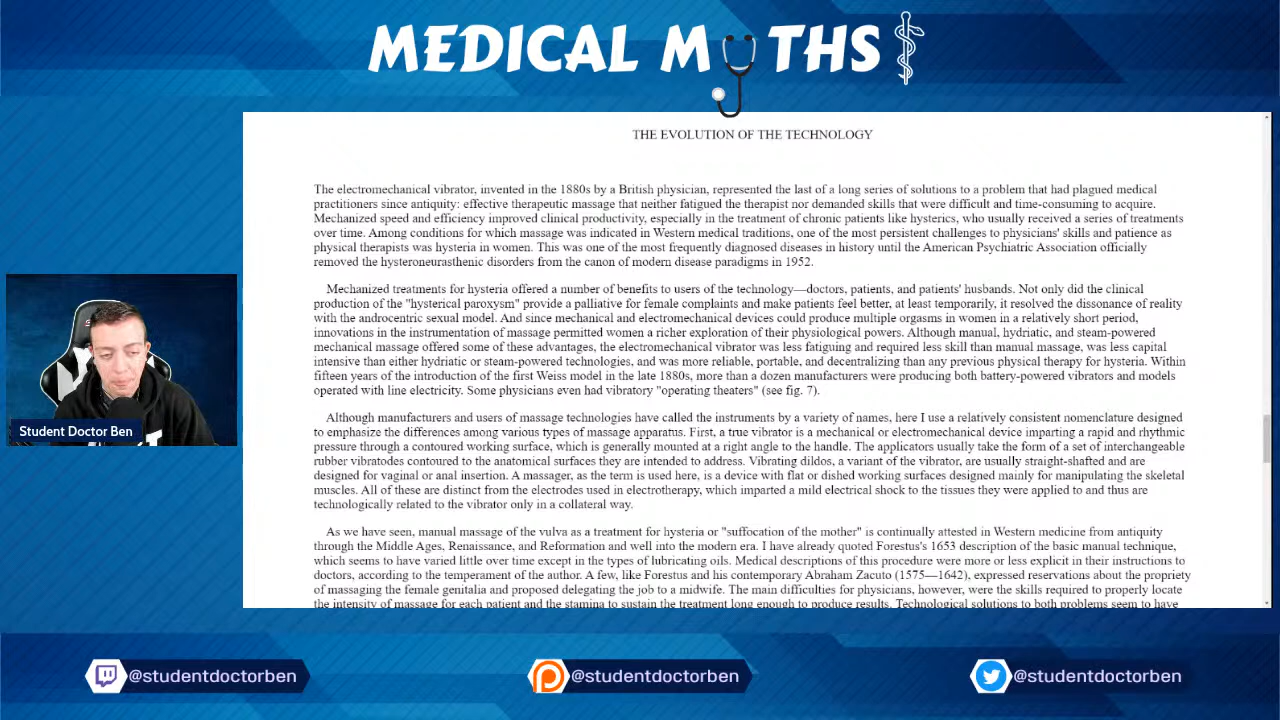 MEDICAL MYTHS
THE EVOLUTION OF THE TECHNOLOGY
The electromechanical vibrator, invented in the 1880s by a British physician, represented the last of a long series of solutions to a problem that had plagued medical
practitioners since antiquity: effective therapeutic massage that neither fatigued the therapist nor demanded skills that were difficult and time-consuming to acquire.
Mechanized speed and efficiency improved clinical productivity, especially in the treatment of chronic patients like hysterics, who usually received a series of treatments
over time. Among conditions for which massage was indicated in Western medical traditions, one of the most persistent challenges to physicians' skills and patience as
physical therapists was hysteria in women. This was one of the most frequently diagnosed diseases in history until the American Psychiatric Association officially
removed the hysteroneurasthenic disorders from the canon of modern disease paradigms in 1952.
Mechanized treatments for hysteria offered a number of benefits to users of the technology—doctors, patients, and patients' husbands. Not only did the clinical
production of the "hysterical paroxysm" provide a palliative for female complaints and make patients feel better, at least temporarily, it resolved the dissonance of reality
with the androcentric sexual model. And since mechanical and electromechanical devices could produce multiple orgasms in women in a relatively short period,
innovations in the instrumentation of massage permitted women a richer exploration of their physiological powers. Although manual, hydriatic, and steam-powered
mechanical massage offered some of these advantages, the electromechanical vibrator was less fatiguing and required less skill than manual massage, was less capital
intensive than either hydriatic or steam-powered technologies, and was more reliable, portable, and decentralizing than any previous physical therapy for hysteria. Within
fifteen years of the introduction of the first Weiss model in the late 1880s, more than a dozen manufacturers were producing both battery-powered vibrators and models
operated with line electricity. Some physicians even had vibratory "operating theaters" (see fig. 7).
Although manufacturers and users of massage technologies have called the instruments by a variety of names, here I use a relatively consistent nomenclature designed
to emphasize the differences among various types of massage apparatus. First, a true vibrator is a mechanical or electromechanical device imparting a rapid and rhythmic
pressure through a contoured working surface, which is generally mounted at a right angle to the handle. The applicators usually take the form of a set of interchangeable
rubber vibratodes contoured to the anatomical surfaces they are intended to address. Vibrating dildos, a variant of the vibrator, are usually straight-shafted and are
designed for vaginal or anal insertion. A massager, as the term is used here, is a device with flat or dished working surfaces designed mainly for manipulating the skeletal
muscles. All of these are distinct from the electrodes used in electrotherapy, which imparted a mild electrical shock to the tissues they were applied to and thus are
technologically related to the vibrator only in a collateral way.
As we have seen, manual massage of the vulva as a treatment for hysteria or "suffocation of the mother" is continually attested in Western medicine from antiquity
through the Middle Ages, Renaissance, and Reformation and well into the modern era. I have already quoted Forestus's 1653 description of the basic manual technique,
which seems to have varied little over time except in the types of lubricating oils. Medical descriptions of this procedure were more or less explicit in their instructions to
doctors, according to the temperament of the author. A few, like Forestus and his contemporary Abraham Zacuto (1575—1642), expressed reservations about the propriety
of massaging the female genitalia and proposed delegating the job to a midwife. The main difficulties for physicians, however, were the skills required to properly locate
the intensity of massage for each patient and the stamina to sustain the treatment long enough to produce results. Technological solutions to both problems seem to have
Student Doctor Ben
@studentdoctorben
@studentdoctorben
@studentdoctorben